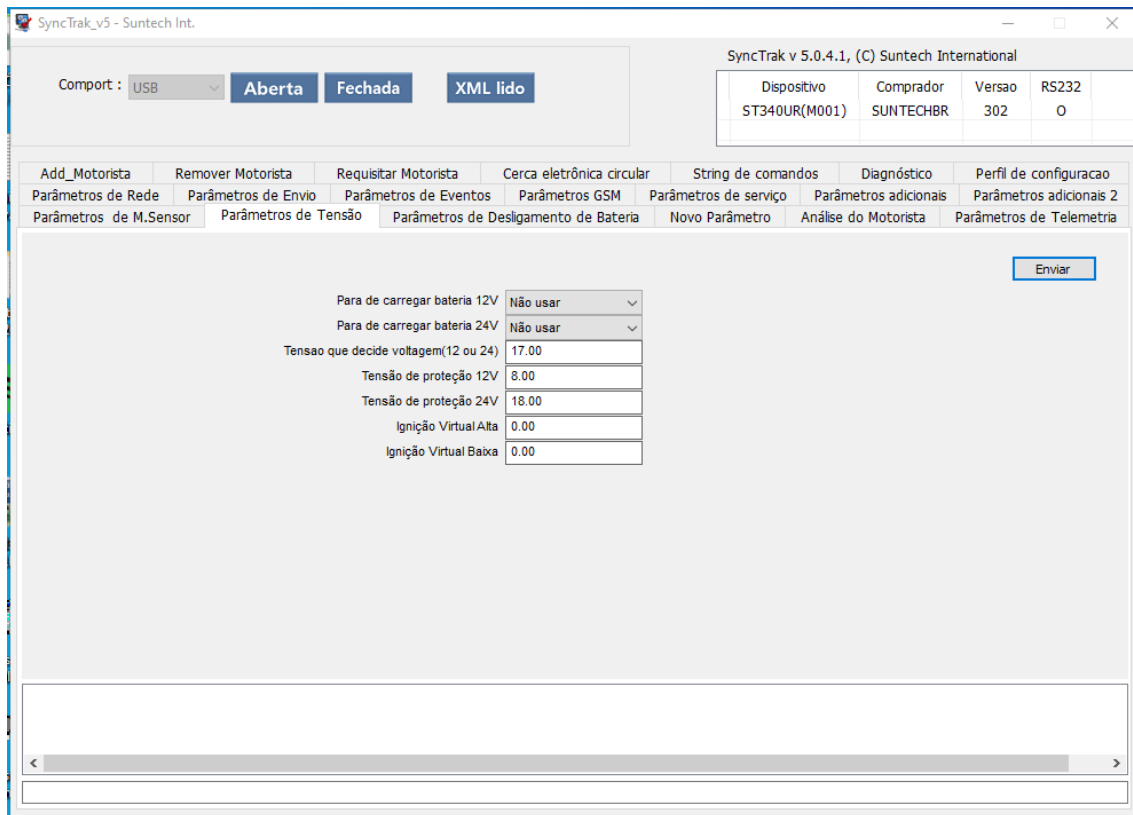 SyncTrak_v5 - Suntech Int.
SyncTrak v 5.0.4.1, (C) Suntech International
Comport : USB Aberta Fechada XML lido
Dispositivo Comprador Versao RS232
ST340UR(M001) SUNTECHBR 302 O
Add_Motorista Remover Motorista Requisitar Motorista Cerca eletrônica circular String de comandos Diagnóstico Perfil de configuracao
Parâmetros de Rede Parâmetros de Envio Parâmetros de Eventos Parâmetros GSM Parâmetros de serviço Parâmetros adicionais Parâmetros adicionais 2
Parâmetros de M.Sensor Parâmetros de Tensão Parâmetros de Desligamento de Bateria Novo Parâmetro Análise do Motorista Parâmetros de Telemetria
Enviar
Para de carregar bateria 12V Não usar
Para de carregar bateria 24V Não usar
Tensao que decide voltagem(12 ou 24) 17.00
Tensão de proteção 12V 8.00
Tensão de proteção 24V 18.00
Ignição Virtual Alta 0.00
Ignição Virtual Baixa 0.00